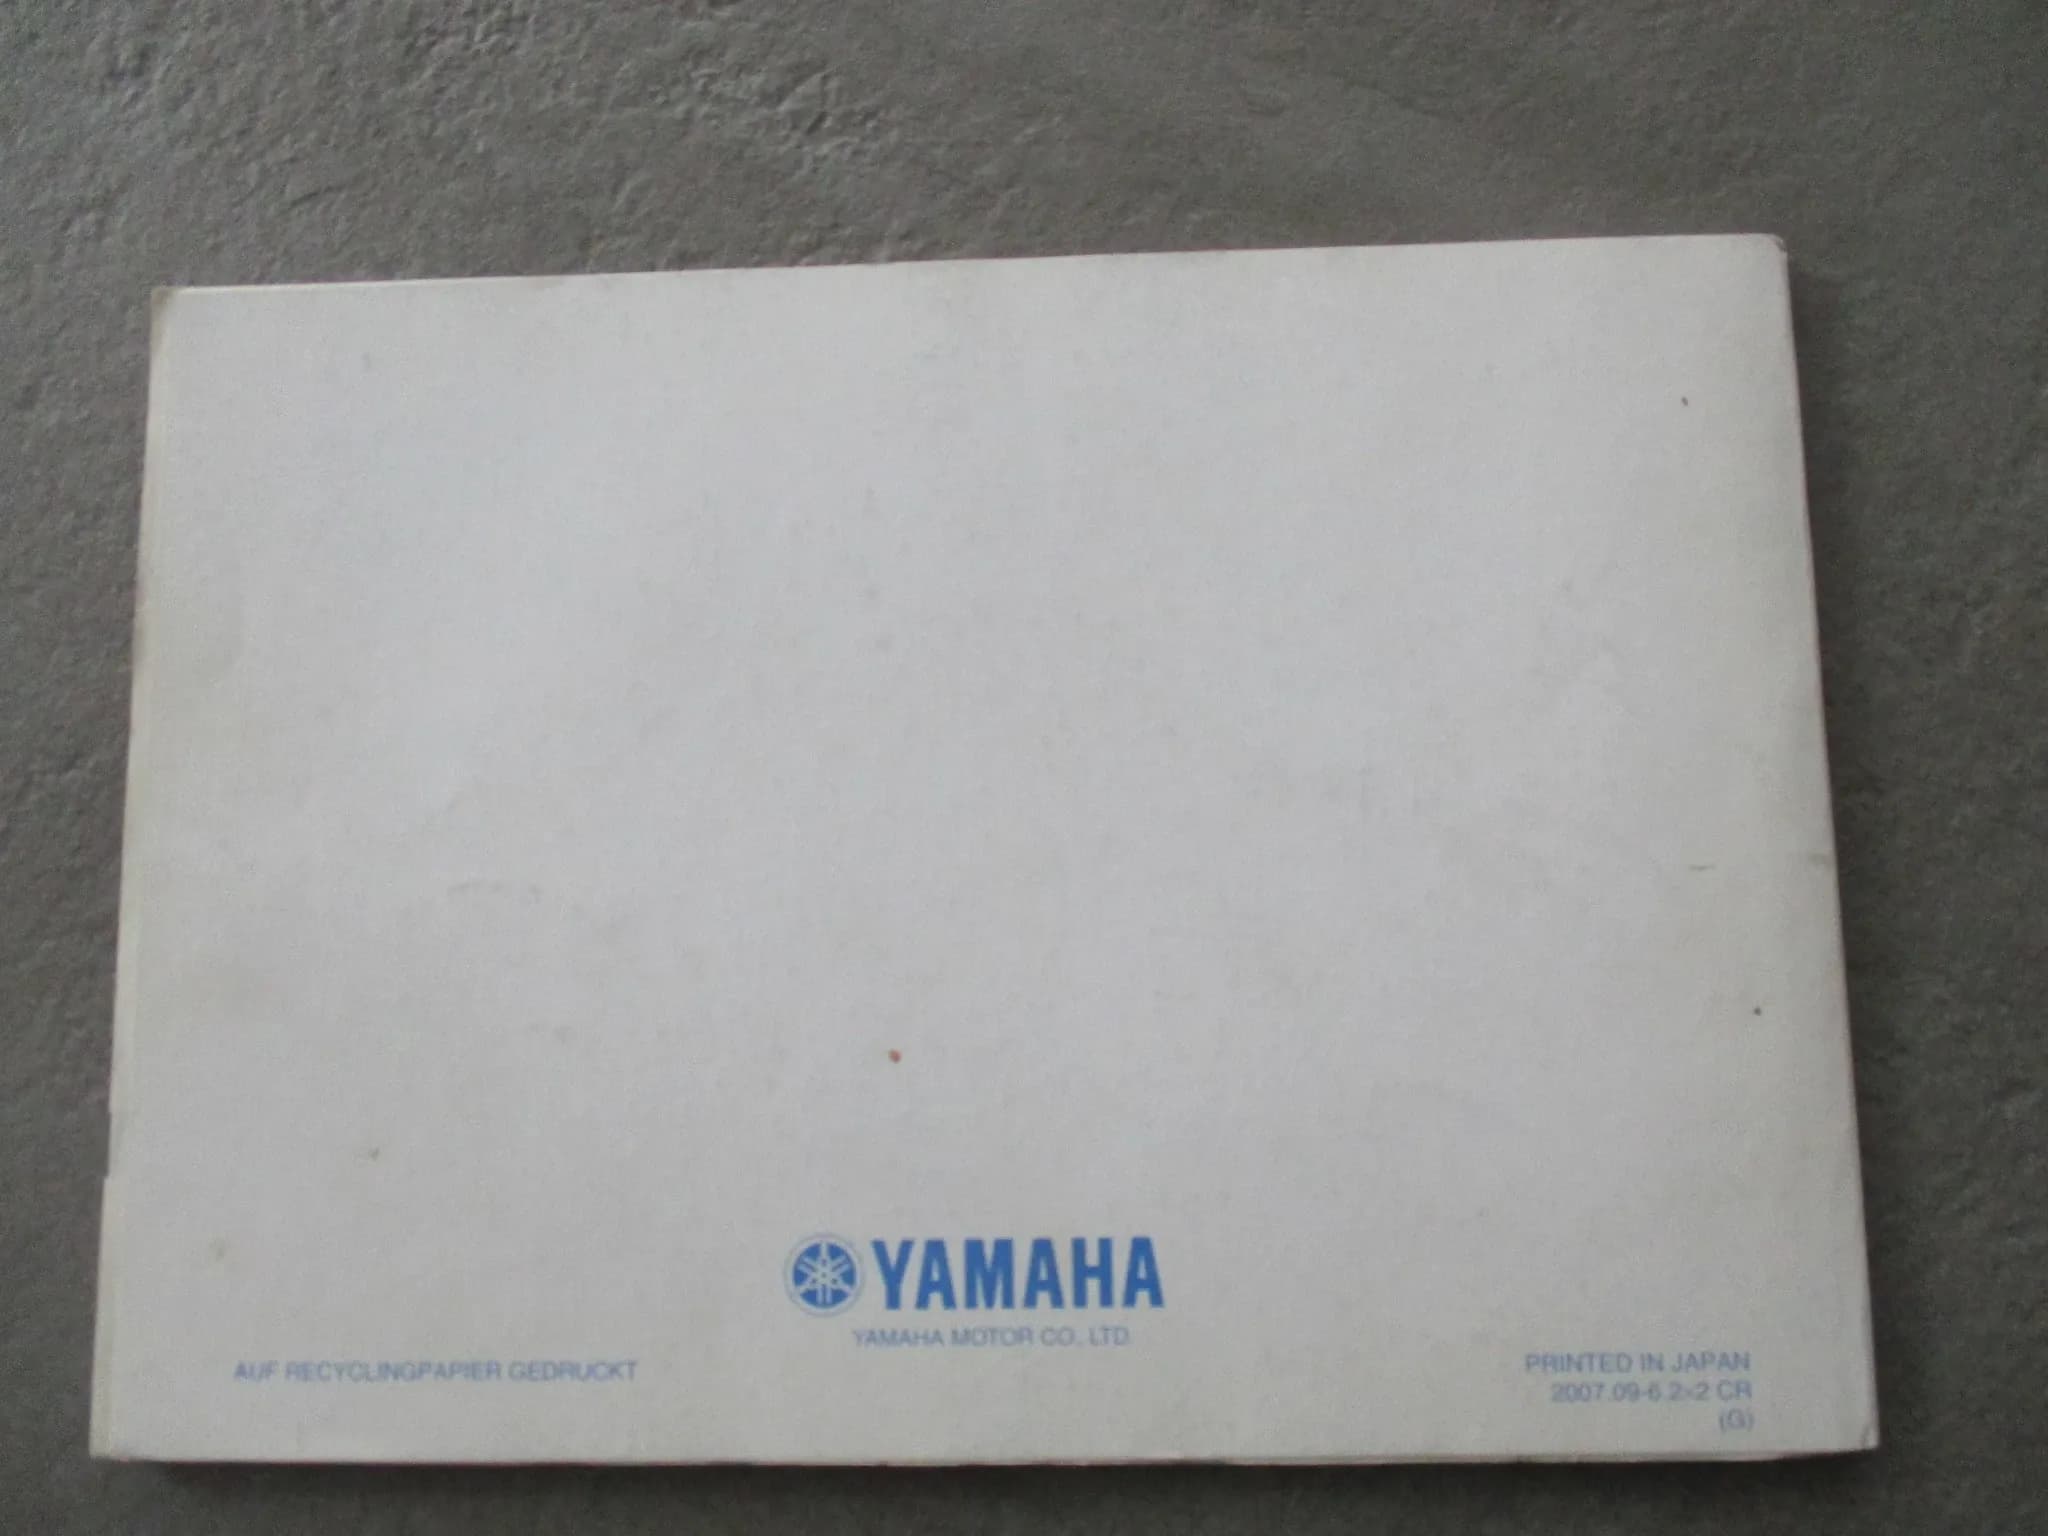 YAMAHA
YAMAHA MOTOR CO., LTD.
AUF RECYCLINGPAPIER GEDRUCKT
PRINTED IN JAPAN
2007.09-6.2×2 CR
(G)